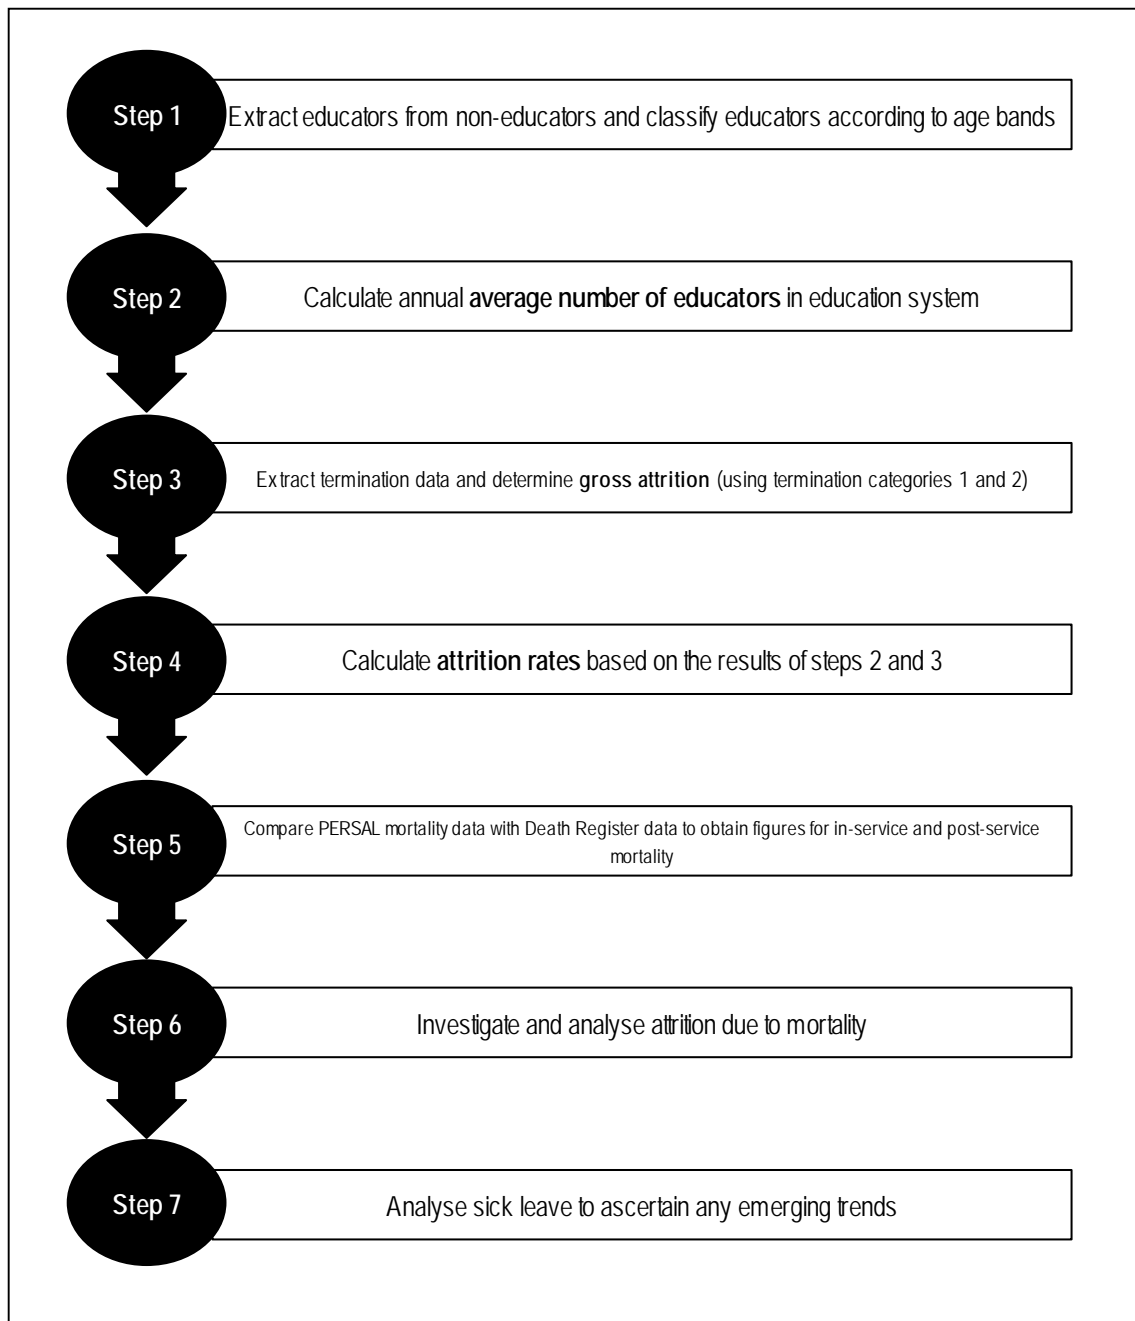 Step 1
Extract educators from non-educators and classify educators according to age bands
Step 2
Calculate annual average number of educators in education system
Step 3
Extract termination data and determine gross attrition (using termination categories 1 and 2)
Step 4
Calculate attrition rates based on the results of steps 2 and 3
Step 5
Compare PERSAL mortality data with Death Register data to obtain figures for in-service and post-service
mortality
Step 6
Investigate and analyse attrition due to mortality
Step 7
Analyse sick leave to ascertain any emerging trends